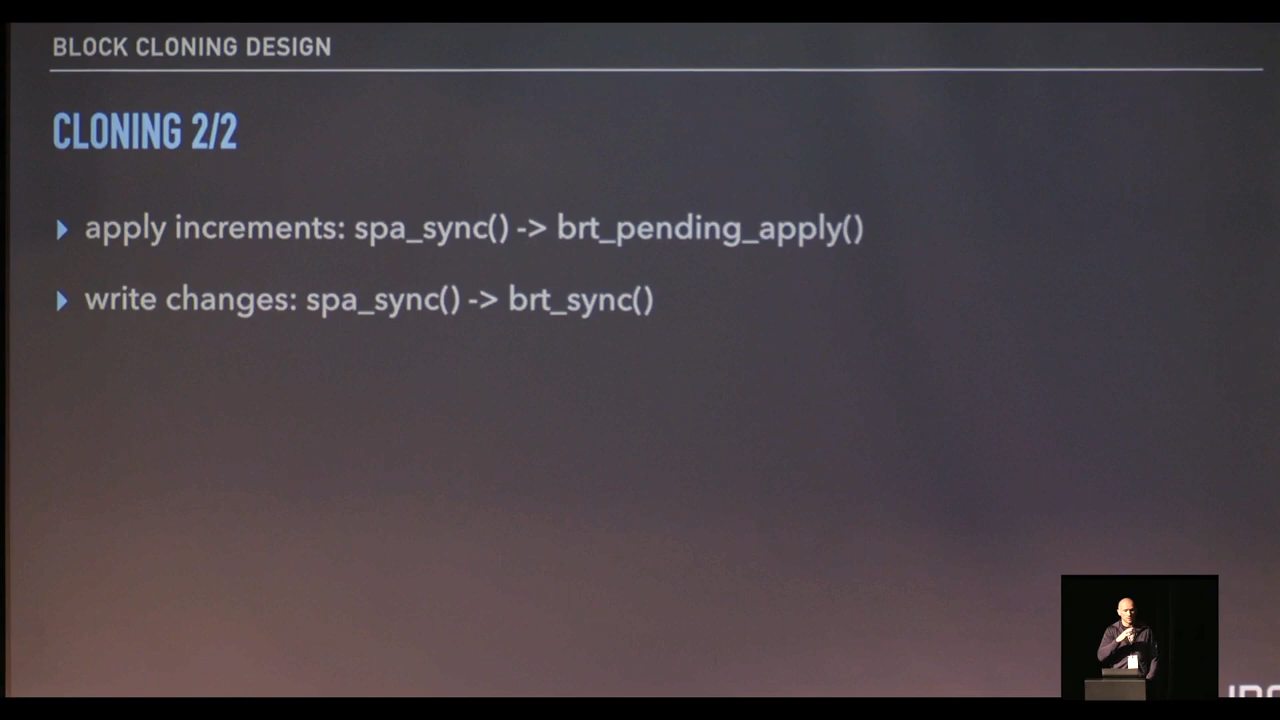 BLOCK CLONING DESIGN
CLONING 2/2
apply increments: spa_sync() -> brt_pending_apply()
write changes: spa_sync() -> brt_sync()